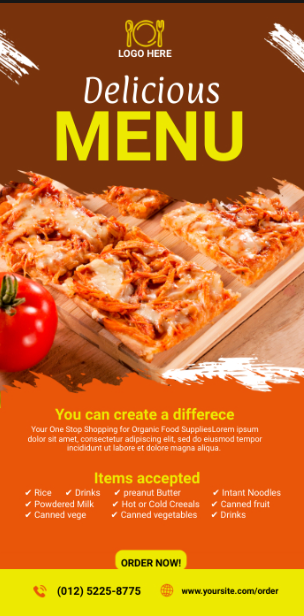 LOGO HERE
Delicious
MENU
You can create a differece
Your One Stop Shopping for Organic Food SuppliesLorem ipsum
dolor sit amet, consectetur adipiscing elit, sed do eiusmod tempor
incididunt ut labore et dolore magna aliqua.
Items accepted
✔ Rice ✔ Drinks ✔ preanut Butter ✔ Intant Noodles
✔ Powdered Milk ✔ Hot or Cold Creeals ✔ Canned fruit
✔ Canned vege ✔ Canned vegetables ✔ Drinks
ORDER NOW!
(012) 5225-8775 www.yoursite.com/order